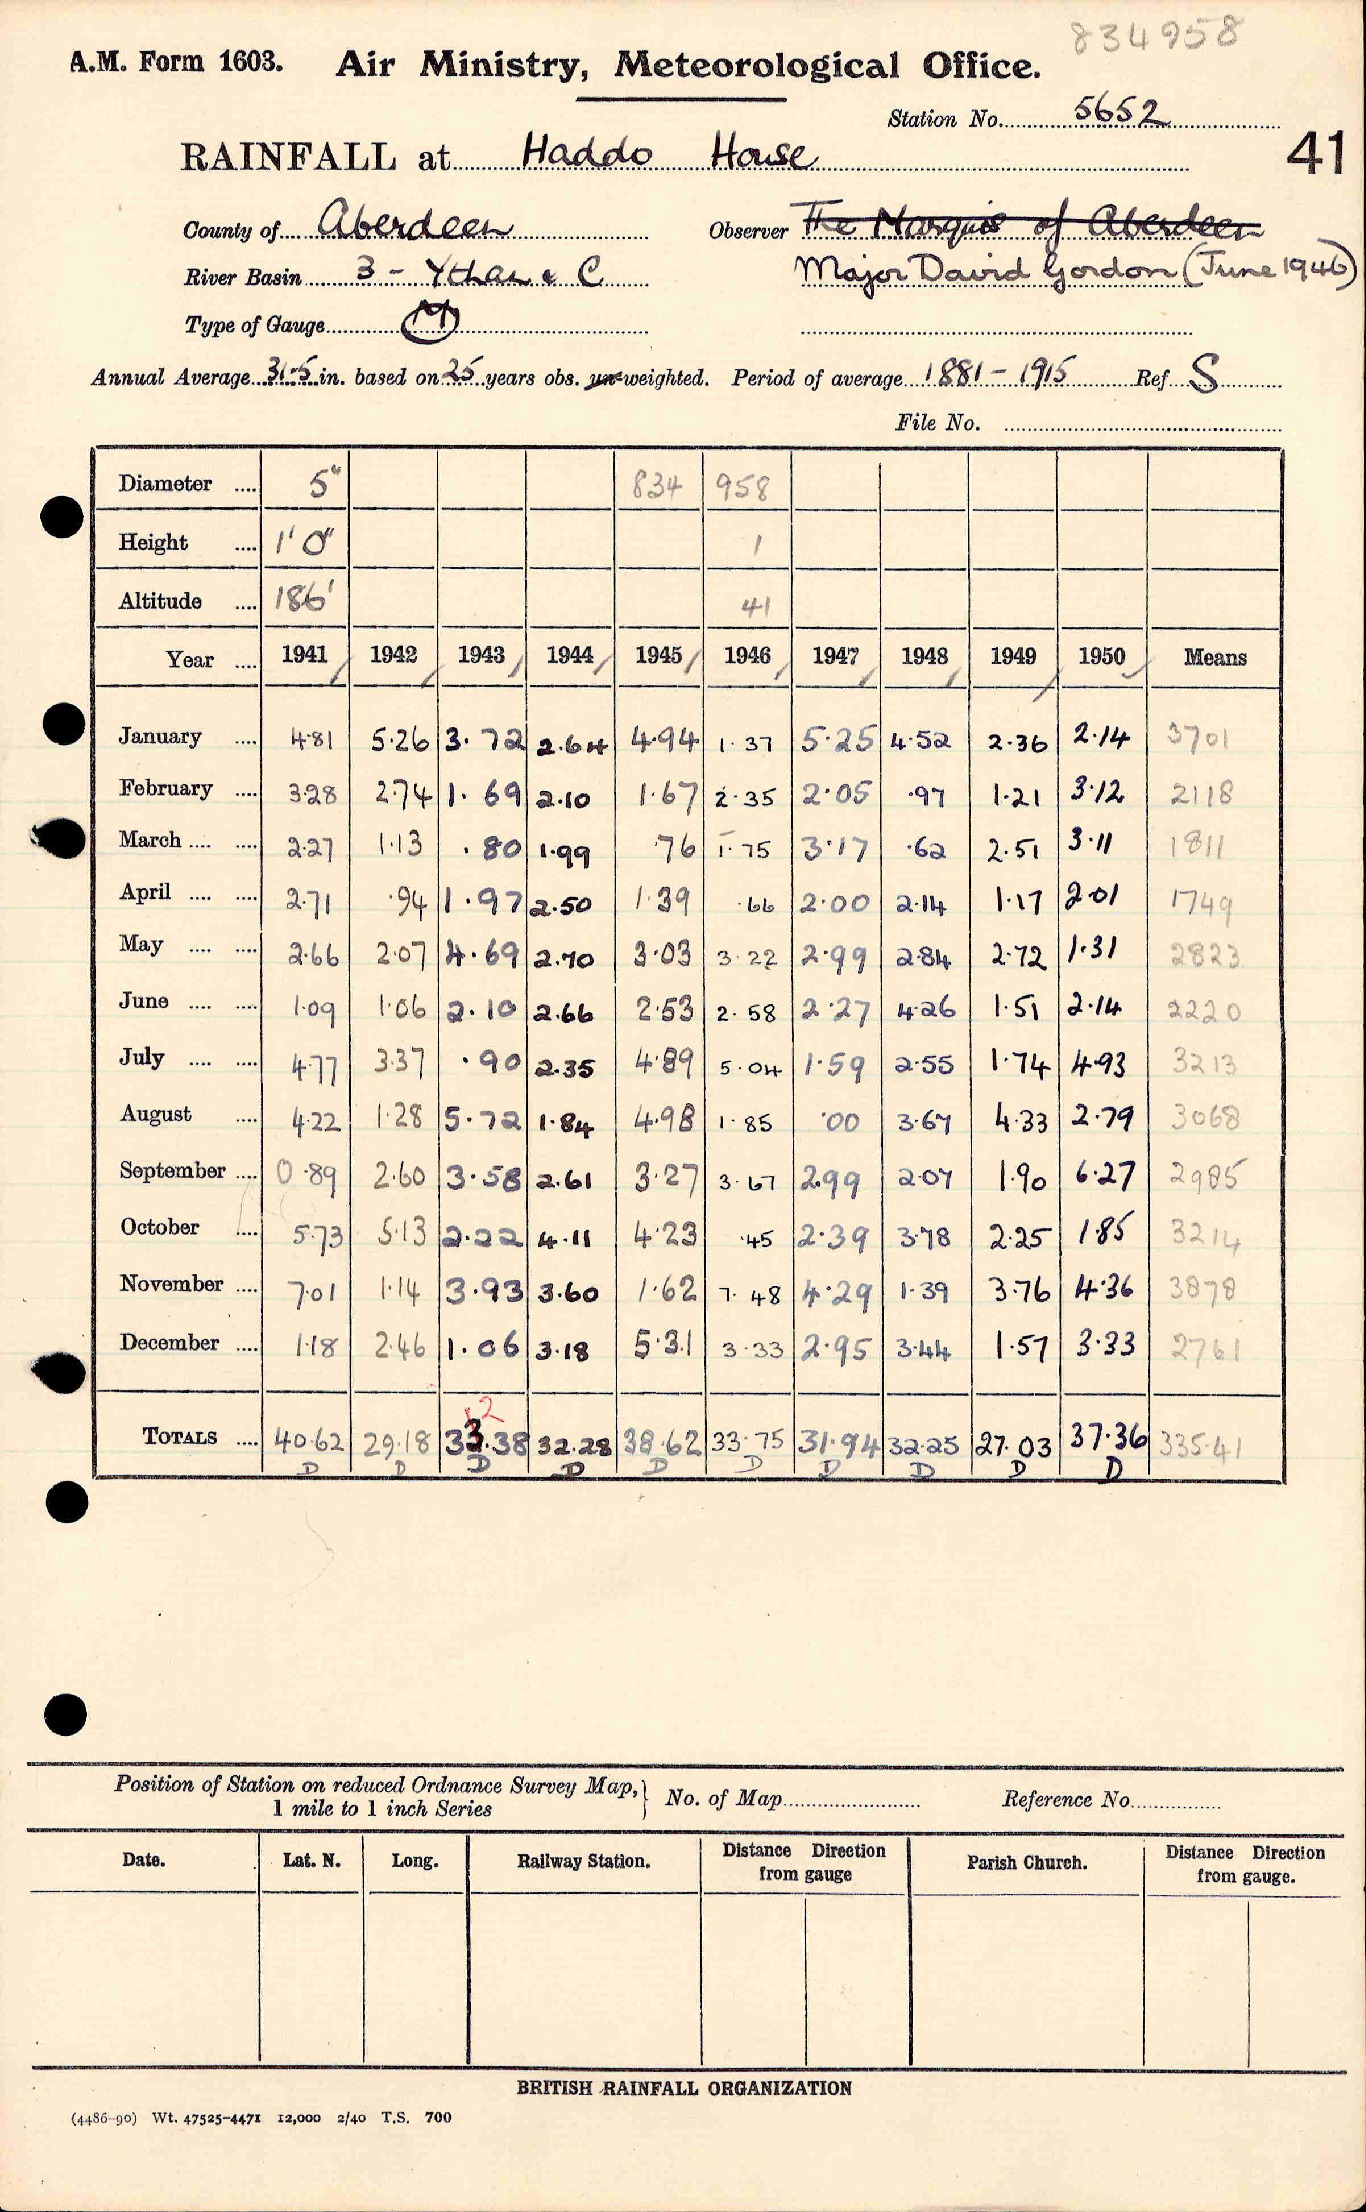 834958
A.M. Form 1603. Air Ministry, Meteorological Office.
Station No. 5652
RAINFALL at Haddo House 41
County of Aberdeen Observer The Marquis of Aberdeen
River Basin 3 - Ythan & C Major David Gordon (June 1946)
Type of Gauge M
Annual Average 31.5 in. based on 25 years obs. un-weighted. Period of average 1881-1915 Ref S
File No.
Diameter .... 5" 834 958
Height .... 1' 0" 1
Altitude .... 186' 41
Year .... 1941 1942 1943 1944 1945 1946 1947 1948 1949 1950 Means
January .... 4.81 5.26 3.72 2.64 4.94 1.37 5.25 4.52 2.36 2.14 3701
February .... 3.28 2.74 1.69 2.10 1.67 2.35 2.05 .97 1.21 3.12 2118
March .... .... 2.27 1.13 .80 1.99 .76 1.75 3.17 .62 2.51 3.11 1811
April .... .... 2.71 .94 1.97 2.50 1.39 .66 2.00 2.14 1.17 2.01 1749
May .... .... 2.66 2.07 4.69 2.70 3.03 3.22 2.99 2.84 2.72 1.31 2823
June .... .... 1.09 1.06 2.10 2.66 2.53 2.58 2.27 4.26 1.51 2.14 2220
July .... .... 4.77 3.37 .90 2.35 4.89 5.04 1.59 2.55 1.74 4.93 3213
August .... 4.22 1.28 5.72 1.84 4.98 1.85 .00 3.67 4.33 2.79 3068
September .... 0.89 2.60 3.58 2.61 3.27 3.67 2.99 2.07 1.90 6.27 2985
October .... 5.73 5.13 2.22 4.11 4.23 .45 2.39 3.78 2.25 1.85 3214
November .... 7.01 1.14 3.93 3.60 1.62 7.48 4.29 1.39 3.76 4.36 3878
December .... 1.18 2.46 1.06 3.18 5.31 3.33 2.95 3.44 1.57 3.33 2761
2
TOTALS .... 40.62 29.18 33.38 32.28 38.62 33.75 31.94 32.25 27.03 37.36 335.41
D D D D D D D D D D
Position of Station on reduced Ordnance Survey Map, No. of Map Reference No.
1 mile to 1 inch Series
Date. Lat. N. Long. Railway Station. Distance Direction from gauge Parish Church. Distance Direction from gauge.
BRITISH RAINFALL ORGANIZATION
(4486-90) Wt. 47525-4471 12,000 2/40 T.S. 700